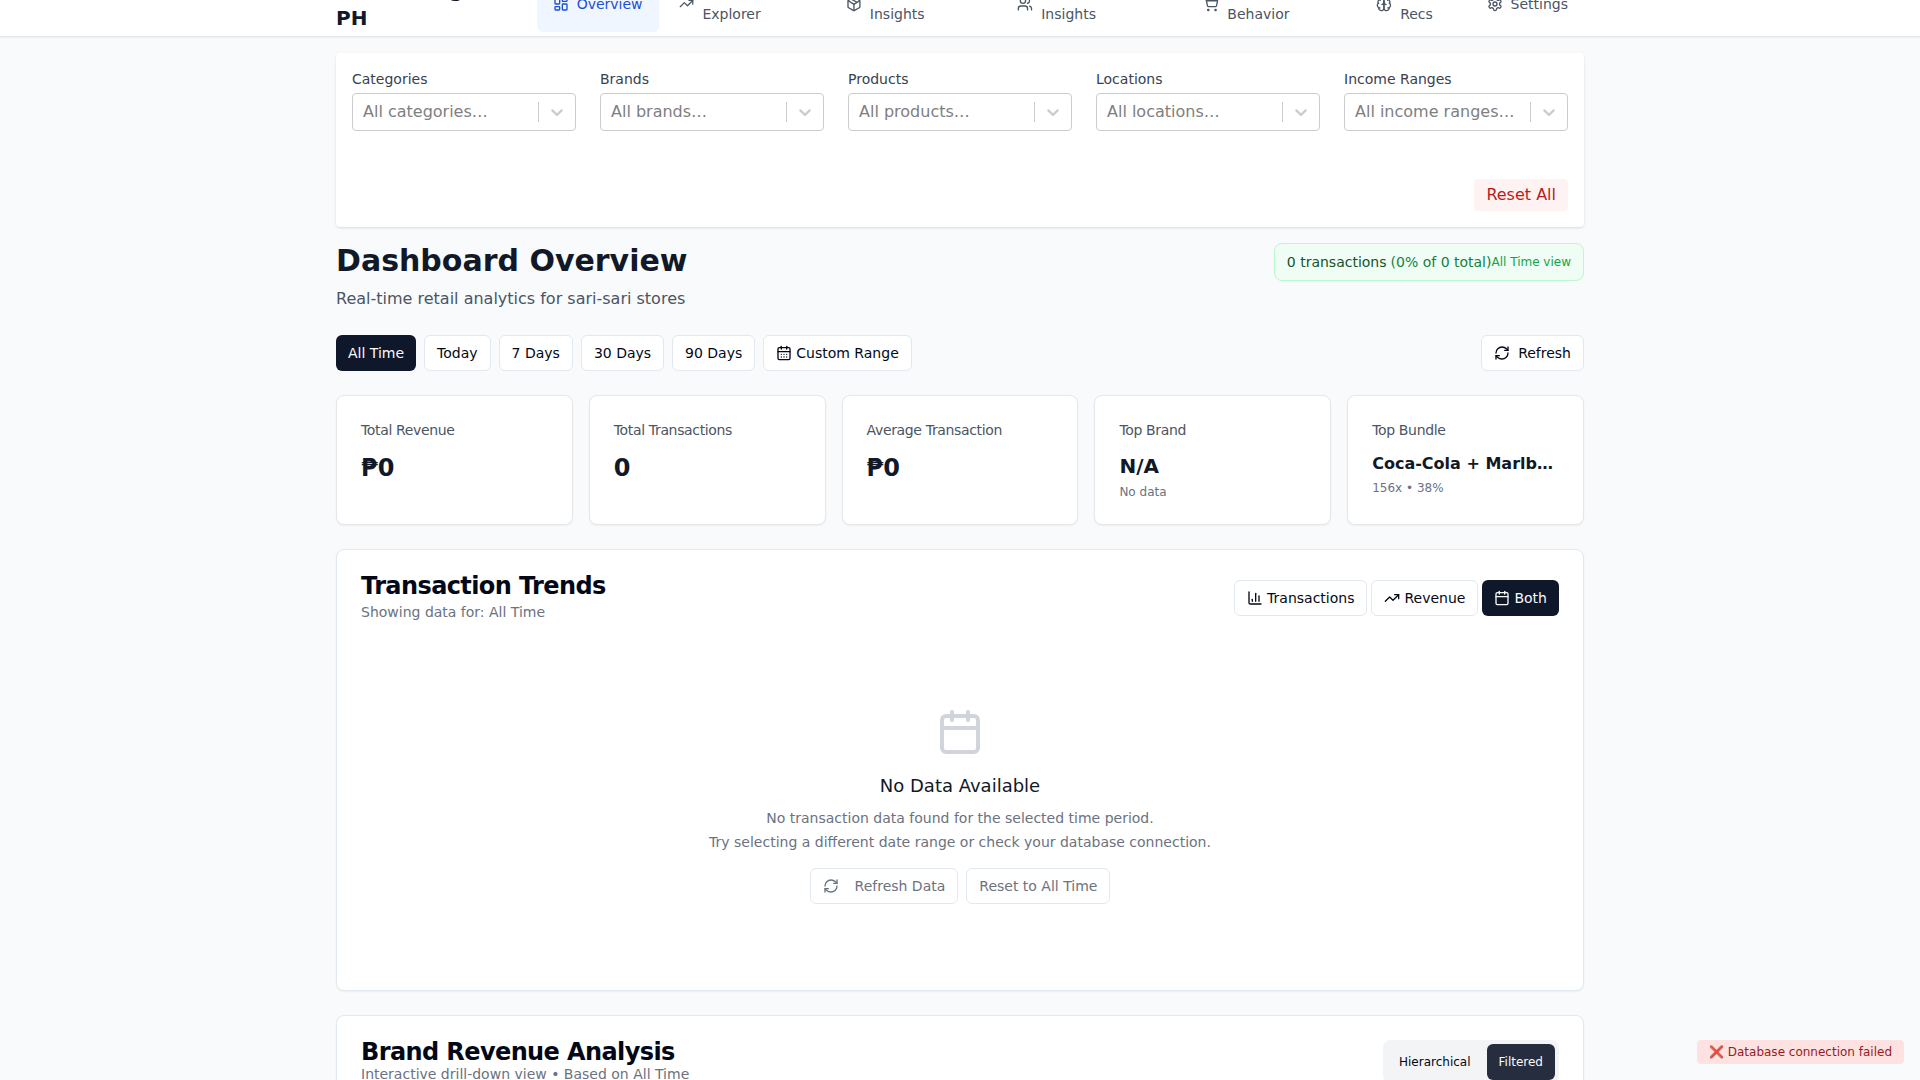 PH
Overview
Explorer
Insights
Insights
Behavior
Recs
Settings
Categories
Brands
Products
Locations
Income Ranges
All categories...
All brands...
All products...
All locations...
All income ranges...
Reset All
Dashboard Overview
0 transactions (0% of 0 total)All Time view
Real-time retail analytics for sari-sari stores
All Time
Today
7 Days
30 Days
90 Days
Custom Range
Refresh
Total Revenue
₱0
Total Transactions
0
Average Transaction
₱0
Top Brand
N/A
No data
Top Bundle
Coca-Cola + Marlb...
156x • 38%
Transaction Trends
Showing data for: All Time
Transactions
Revenue
Both
No Data Available
No transaction data found for the selected time period.
Try selecting a different date range or check your database connection.
Refresh Data
Reset to All Time
Brand Revenue Analysis
Interactive drill-down view • Based on All Time
Hierarchical
Filtered
❌ Database connection failed